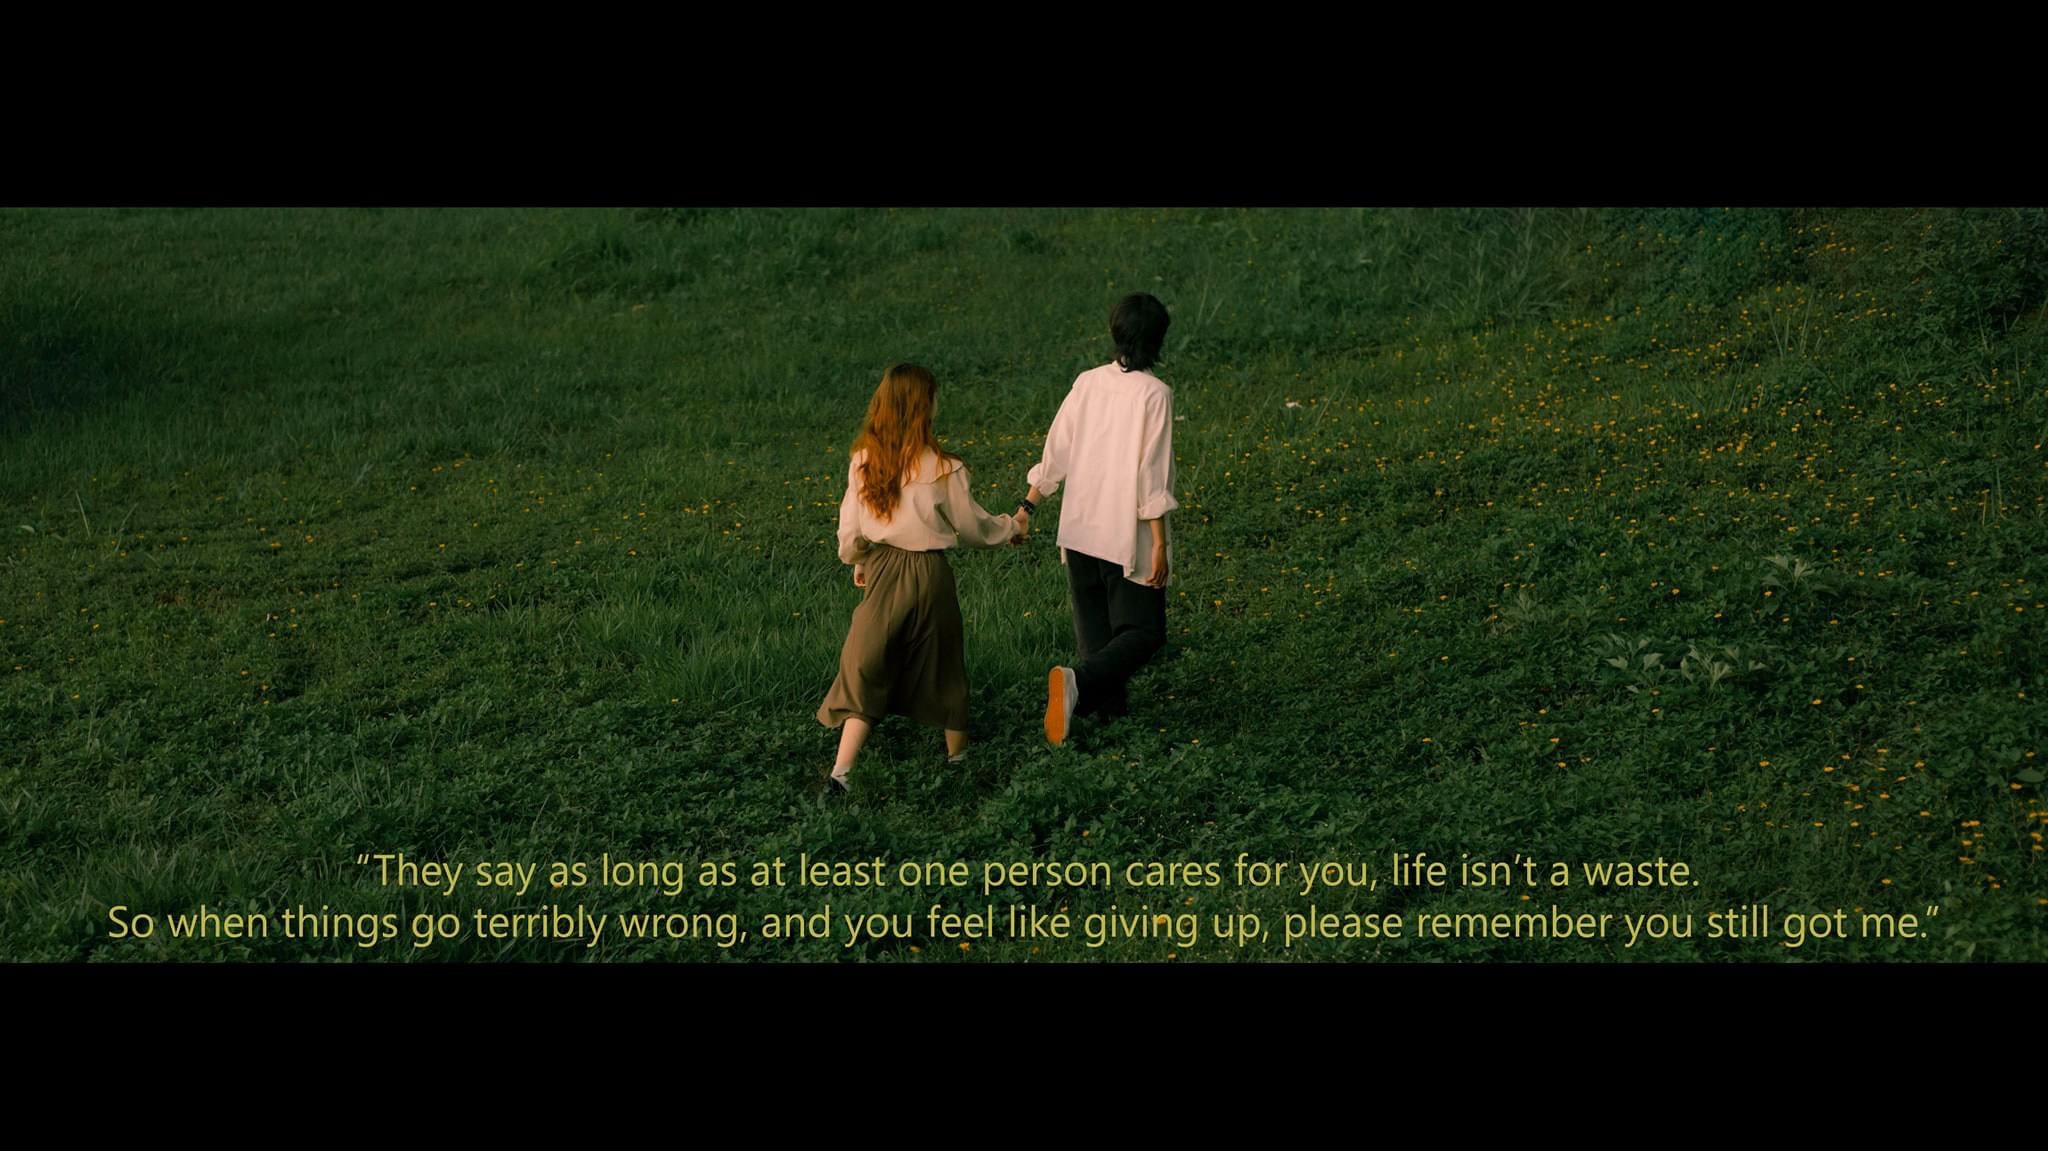 “They say as long as at least one person cares for you, life isn’t a waste.
So when things go terribly wrong, and you feel like giving up, please remember you still got me.”